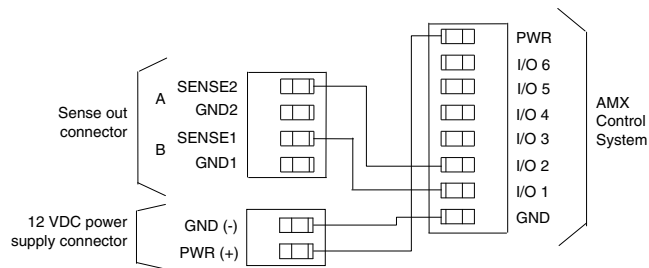 Sense out
connector
A
B
SENSE2
GND2
SENSE1
GND1
12 VDC power
supply connector
GND (-)
PWR (+)
PWR
I/O 6
I/O 5
I/O 4
I/O 3
I/O 2
I/O 1
GND
AMX
Control
System